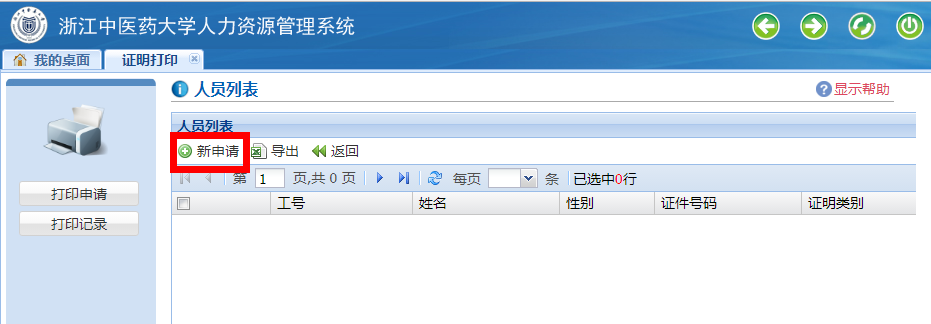 浙江中医药大学人力资源管理系统
我的桌面 证明打印
人员列表 显示帮助
人员列表
新申请 导出 返回
第 1 页,共 0 页 每页 条 已选中0行
打印申请
打印记录
工号 姓名 性别 证件号码 证明类别